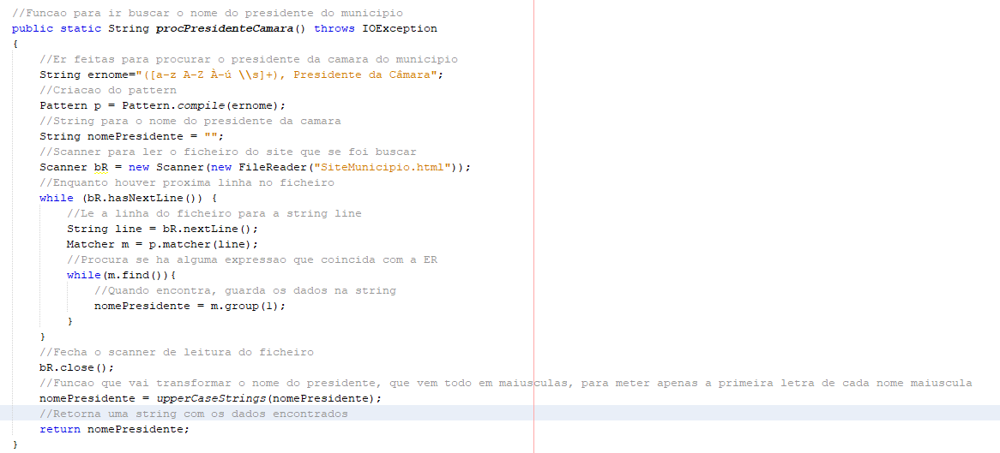 //Funcao para ir buscar o nome do presidente do municipio
public static String procPresidenteCamara() throws IOException
{
//Er feitas para procurar o presidente da camara do municipio
String ernome="([a-z A-Z À-ú \\s]+), Presidente da Câmara";
//Criacao do pattern
Pattern p = Pattern.compile(ernome);
//String para o nome do presidente da camara
String nomePresidente = "";
//Scanner para ler o ficheiro do site que se foi buscar
Scanner bR = new Scanner(new FileReader("SiteMunicipio.html"));
//Enquanto houver proxima linha no ficheiro
while (bR.hasNextLine()) {
//Le a linha do ficheiro para a string line
String line = bR.nextLine();
Matcher m = p.matcher(line);
//Procura se ha alguma expressao que coincida com a ER
while(m.find()){
//Quando encontra, guarda os dados na string
nomePresidente = m.group(1);
}
}
//Fecha o scanner de leitura do ficheiro
bR.close();
//Funcao que vai transformar o nome do presidente, que vem todo em maiusculas, para meter apenas a primeira letra de cada nome maiuscula
nomePresidente = upperCaseStrings(nomePresidente);
//Retorna uma string com os dados encontrados
return nomePresidente;
}